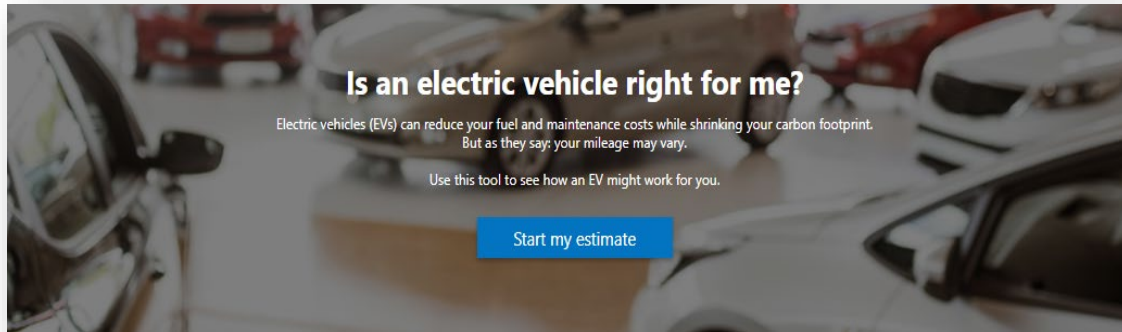 Is an electric vehicle right for me?
Electric vehicles (EVs) can reduce your fuel and maintenance costs while shrinking your carbon footprint.
But as they say: your mileage may vary.
Use this tool to see how an EV might work for you.
Start my estimate